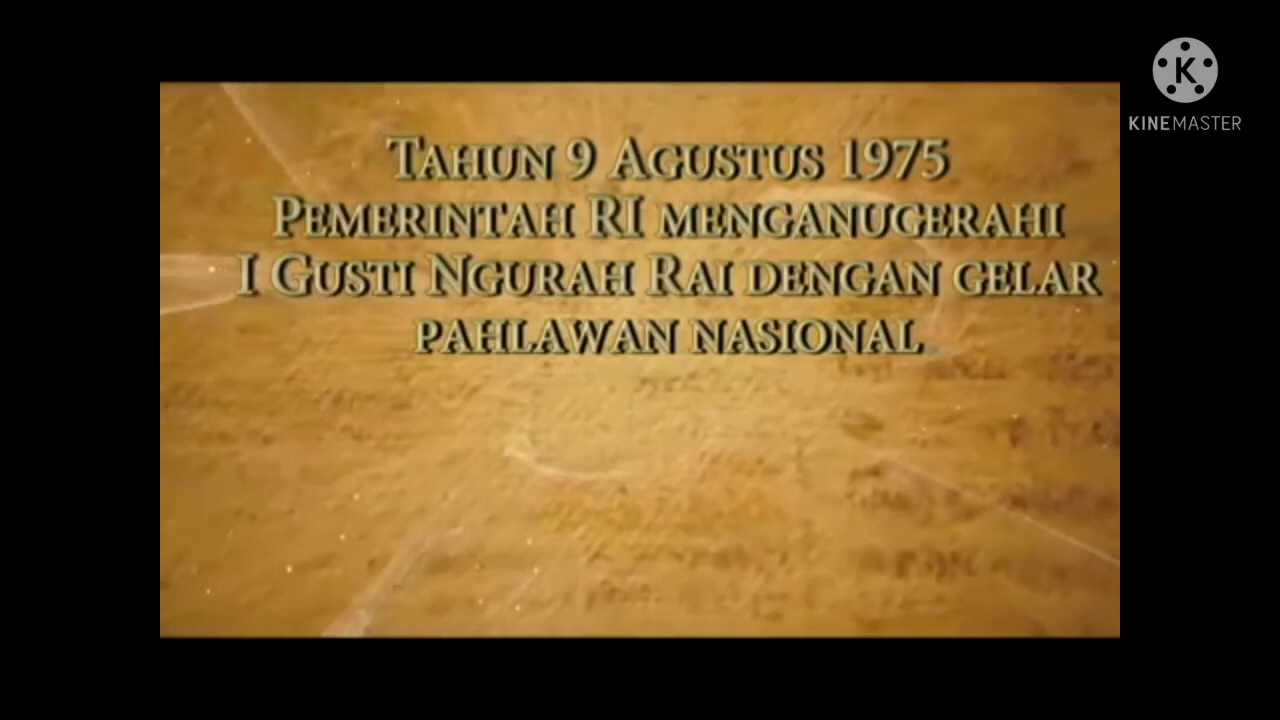 TAHUN 9 AGUSTUS 1975
PEMERINTAH RI MENGANUGERAHI
I GUSTI NGURAH RAI DENGAN GELAR
PAHLAWAN NASIONAL
K
KINEMASTER